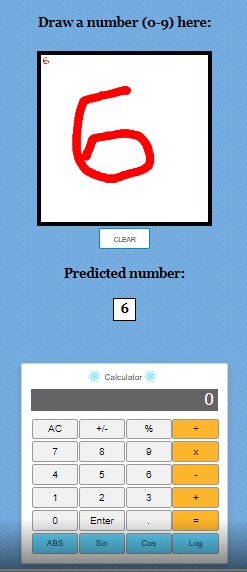 Draw a number (0-9) here:
6
6
CLEAR
Predicted number:
6
Calculator
0
AC +/- % ÷
7 8 9 x
4 5 6 -
1 2 3 +
0 Enter . =
ABS Sin Cos Log